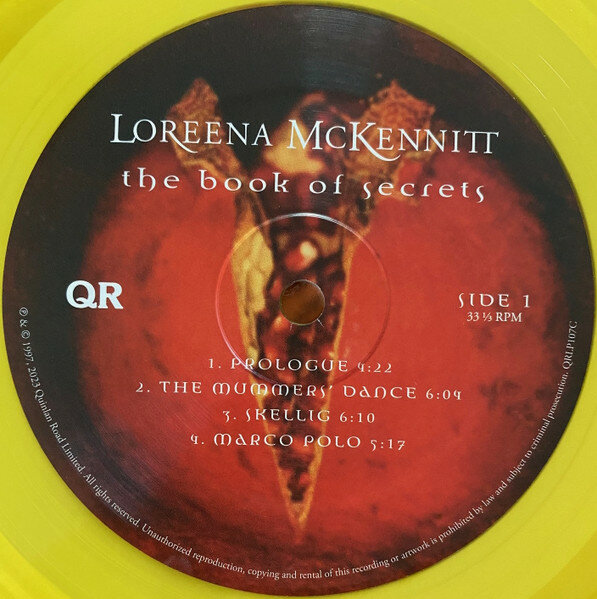 LOREENA MCKENNITT
the book of secrets
QR
SIDE 1
33 ⅓ RPM
1. PROLOGUE 4:22
2. THE MUMMERS' DANCE 6:04
3. SKELLIG 6:10
4. MARCO POLO 5:17
℗ & © 1997, 2023 Quinlan Road Limited. All rights reserved. Unauthorized reproduction, copying and rental of this recording or artwork is prohibited by law and subject to criminal prosecution. QRLP107C